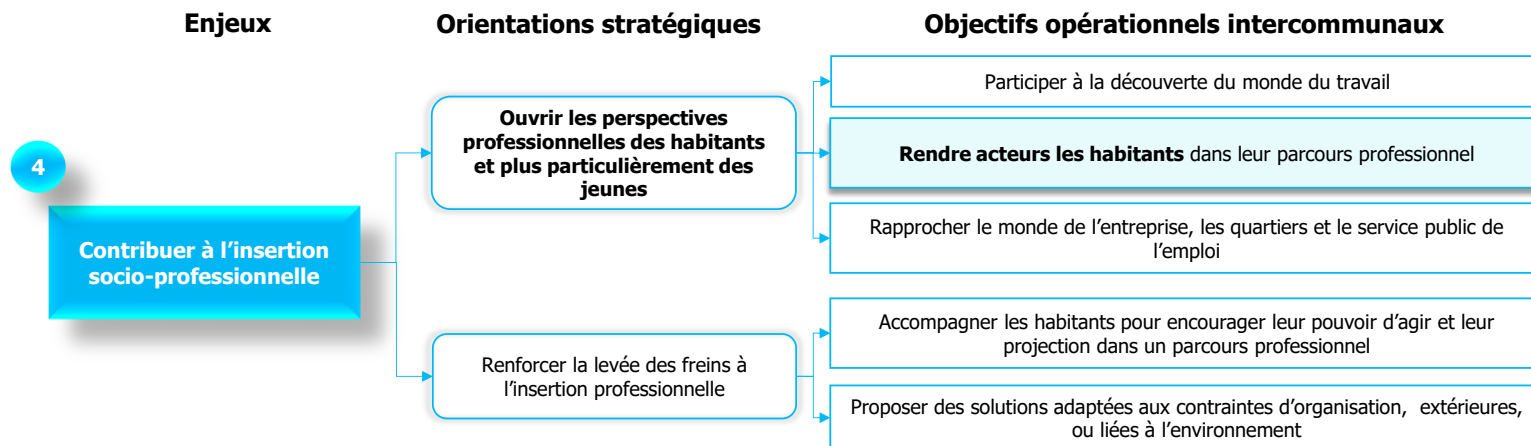 Enjeux
Orientations stratégiques
Objectifs opérationnels intercommunaux
4
Contribuer à l’insertion
socio-professionnelle
Ouvrir les perspectives
professionnelles des habitants
et plus particulièrement des
jeunes
Participer à la découverte du monde du travail
Rendre acteurs les habitants dans leur parcours professionnel
Rapprocher le monde de l’entreprise, les quartiers et le service public de
l’emploi
Renforcer la levée des freins à
l’insertion professionnelle
Accompagner les habitants pour encourager leur pouvoir d’agir et leur
projection dans un parcours professionnel
Proposer des solutions adaptées aux contraintes d’organisation, extérieures,
ou liées à l’environnement